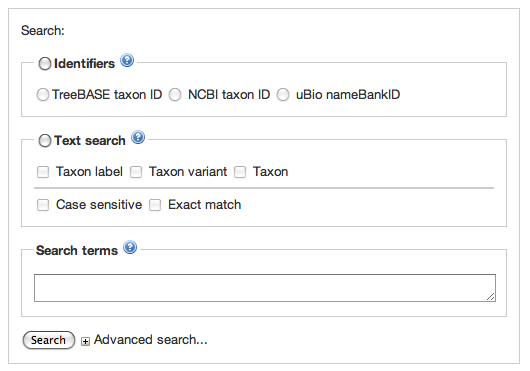 Search:
Identifiers ?
TreeBASE taxon ID NCBI taxon ID uBio nameBankID
Text search ?
Taxon label Taxon variant Taxon
Case sensitive Exact match
Search terms ?
Search Advanced search...